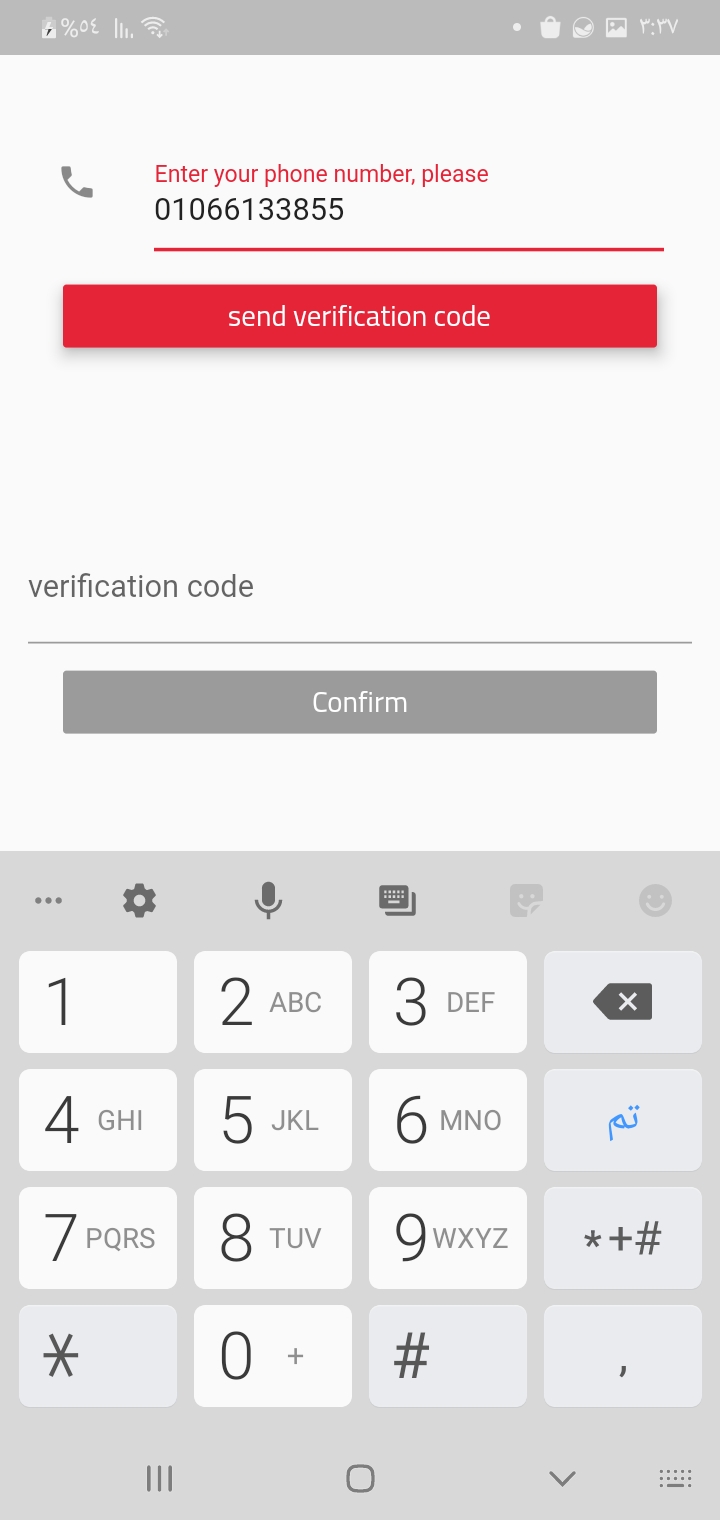 %٥٤ ٣:٣٧
Enter your phone number, please
01066133855
send verification code
verification code
Confirm
1 2 ABC 3 DEF
4 GHI 5 JKL 6 MNO تم
7 PQRS 8 TUV 9 WXYZ *+#
* 0 + # ,